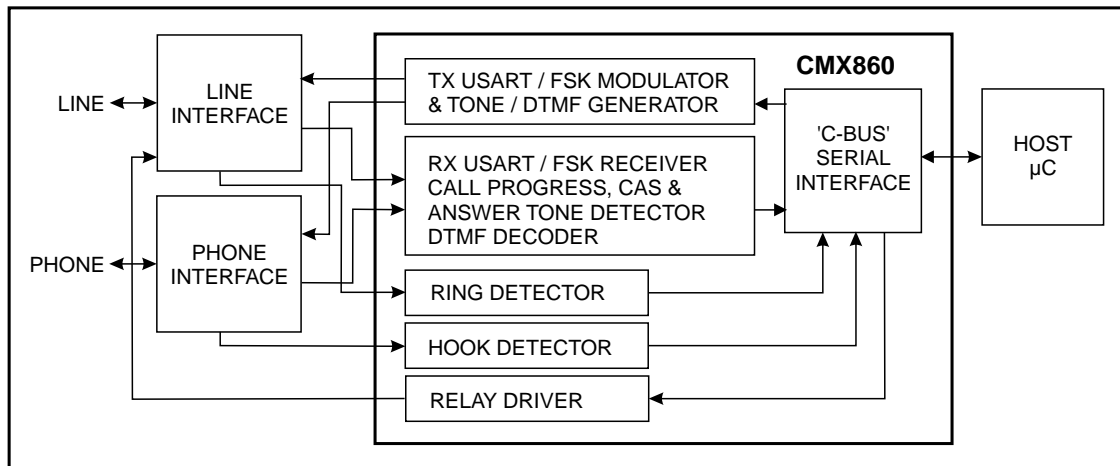 CMX860
LINE
LINE
INTERFACE
TX USART / FSK MODULATOR
& TONE / DTMF GENERATOR
'C-BUS'
SERIAL
INTERFACE
HOST
µC
RX USART / FSK RECEIVER
CALL PROGRESS, CAS &
ANSWER TONE DETECTOR
DTMF DECODER
PHONE
PHONE
INTERFACE
RING DETECTOR
HOOK DETECTOR
RELAY DRIVER